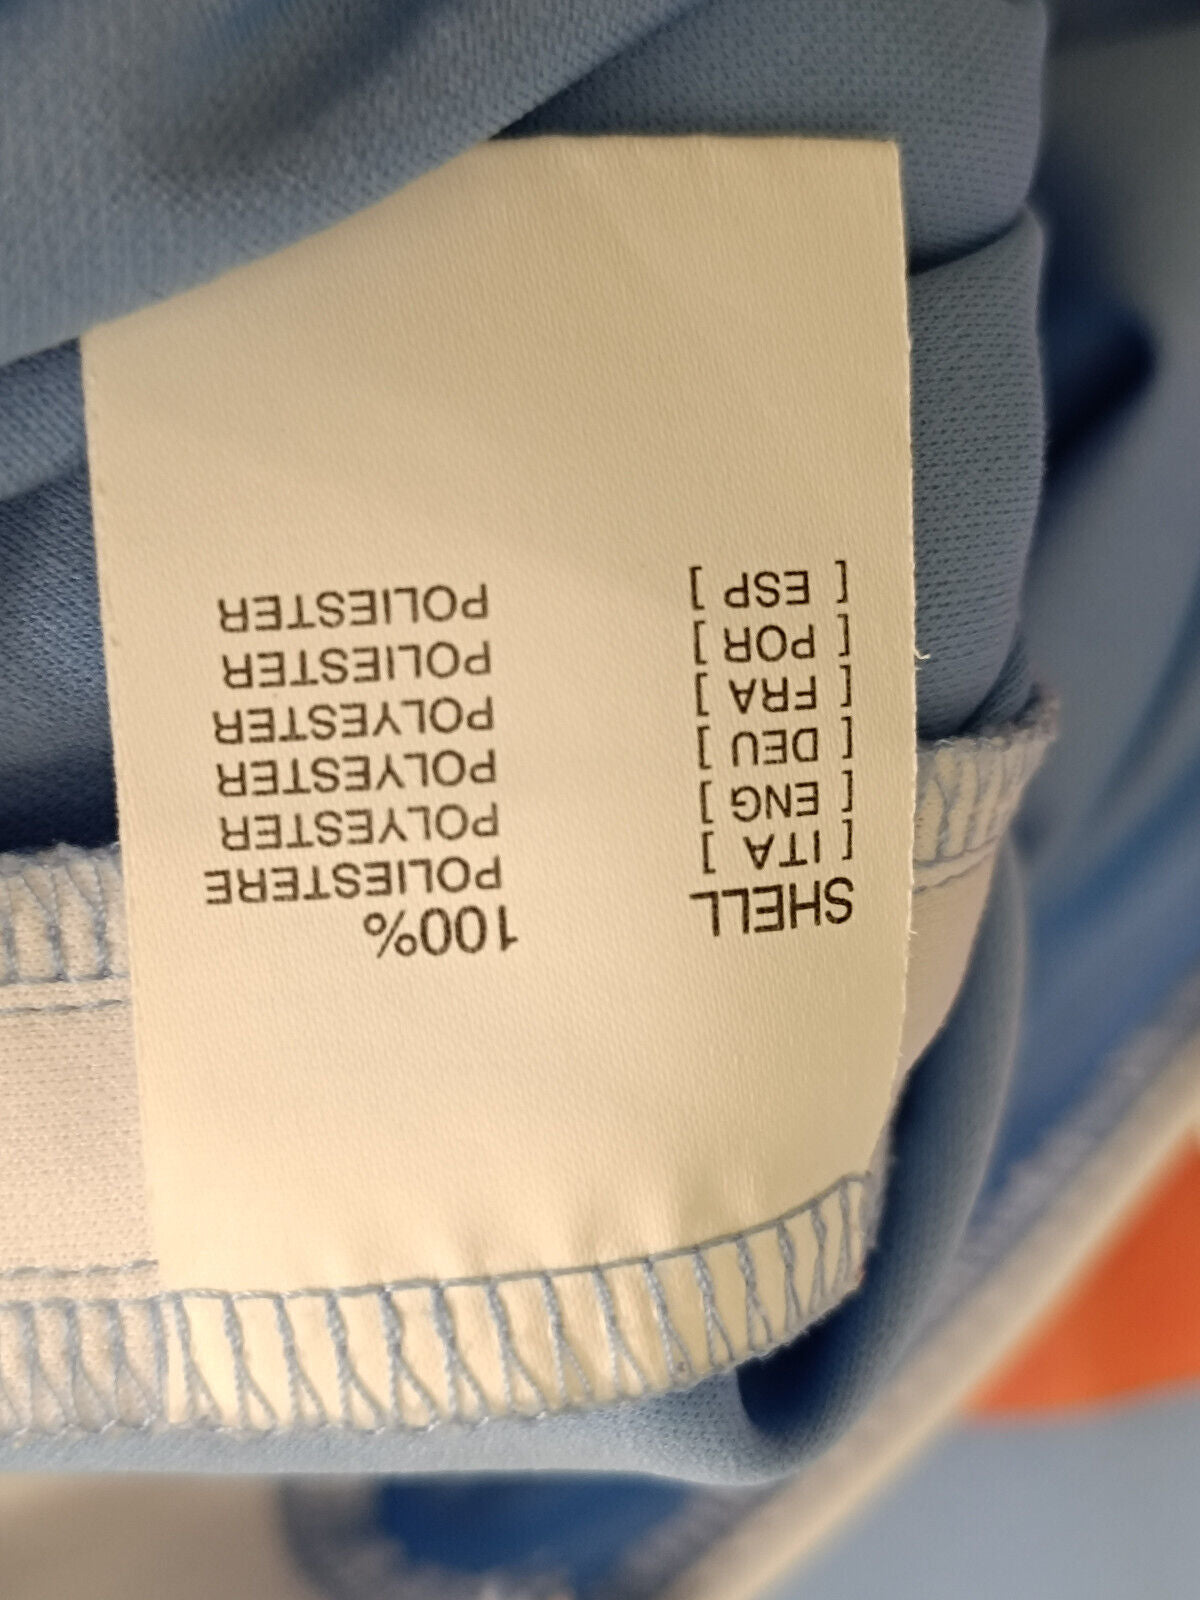 SHELL 100%
[ ITA ] POLIESTERE
[ ENG ] POLYESTER
[ DEU ] POLYESTER
[ FRA ] POLYESTER
[ POR ] POLIESTER
[ ESP ] POLIESTER